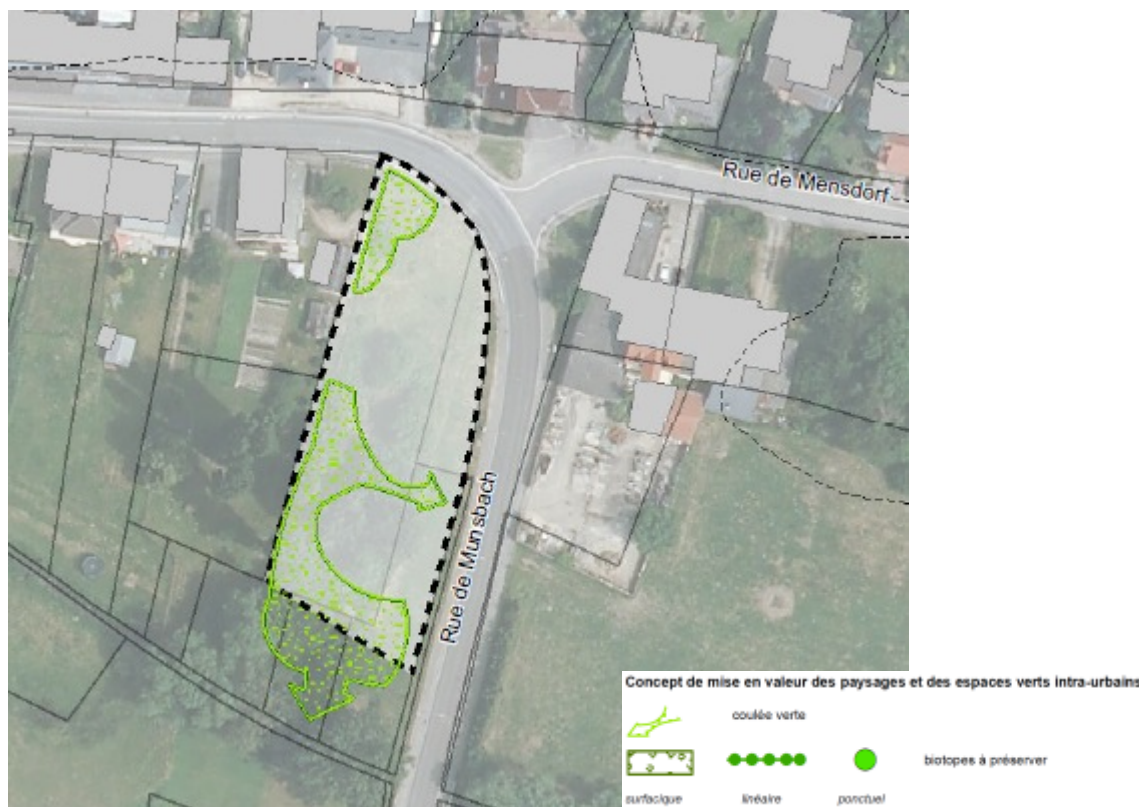 Rue de Mensdorf
Rue de Munsbach
Concept de mise en valeur des paysages et des espaces verts intra-urbains
coulée verte
biotopes à préserver
surfacique linéaire ponctuel